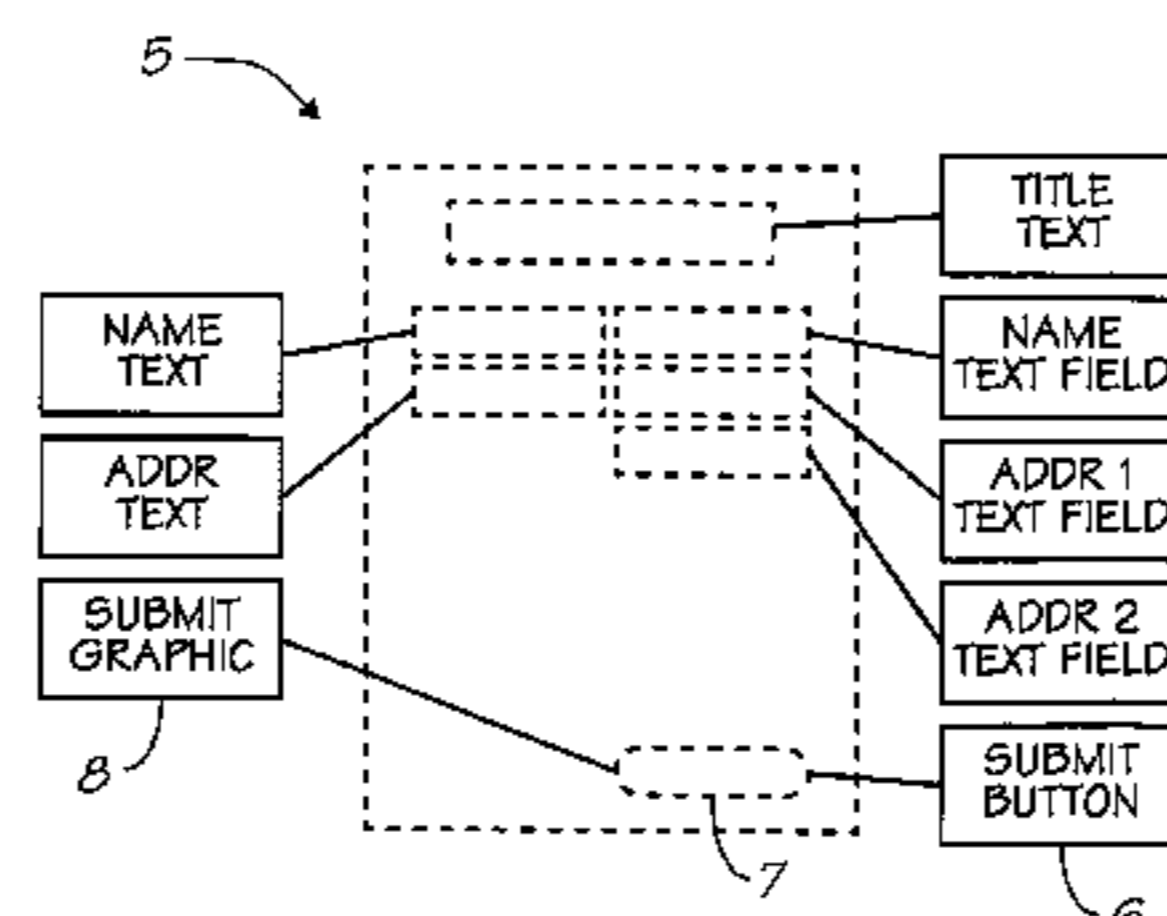 5
TITLE
TEXT
NAME
TEXT
NAME
TEXT FIELD
ADDR
TEXT
ADDR 1
TEXT FIELD
SUBMIT
GRAPHIC
ADDR 2
TEXT FIELD
8
SUBMIT
BUTTON
7
6